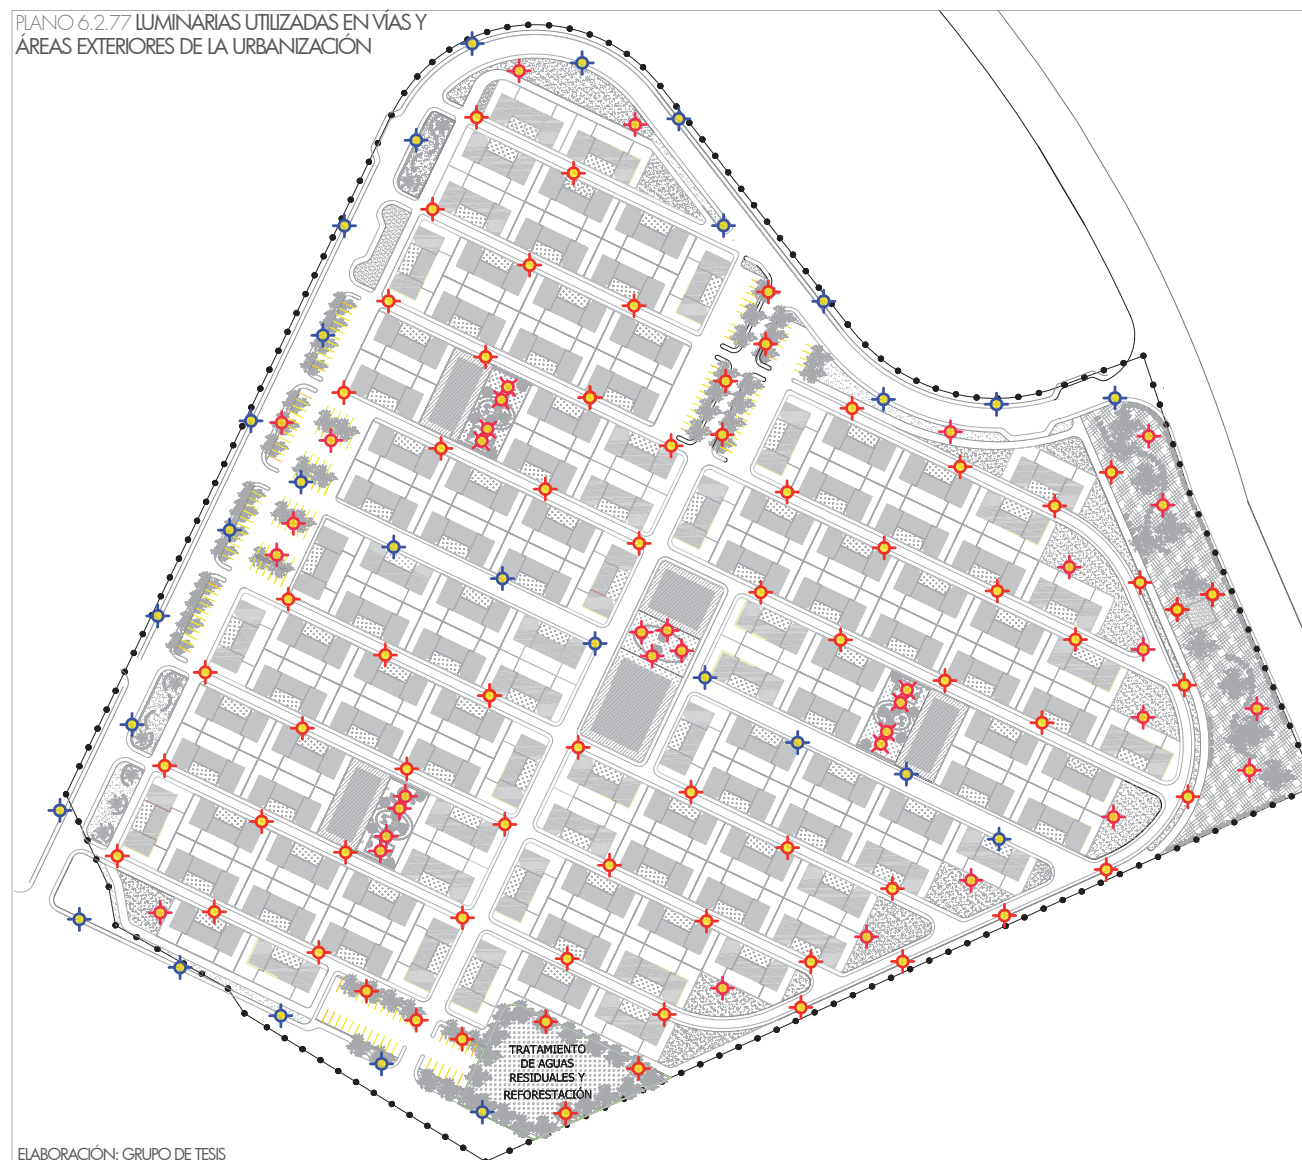 PLANO 6.2.77 LUMINARIAS UTILIZADAS EN VÍAS Y
ÁREAS EXTERIORES DE LA URBANIZACIÓN
TRATAMIENTO
DE AGUAS
RESIDUALES Y
REFORESTACIÓN
ELABORACIÓN: GRUPO DE TESIS